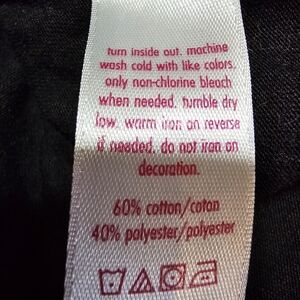 turn inside out. machine
wash cold with like colors.
only non-chlorine bleach
when needed. tumble dry
low. warm iron on reverse
if needed. do not iron on
decoration.
60% cotton/coton
40% polyester/polyester